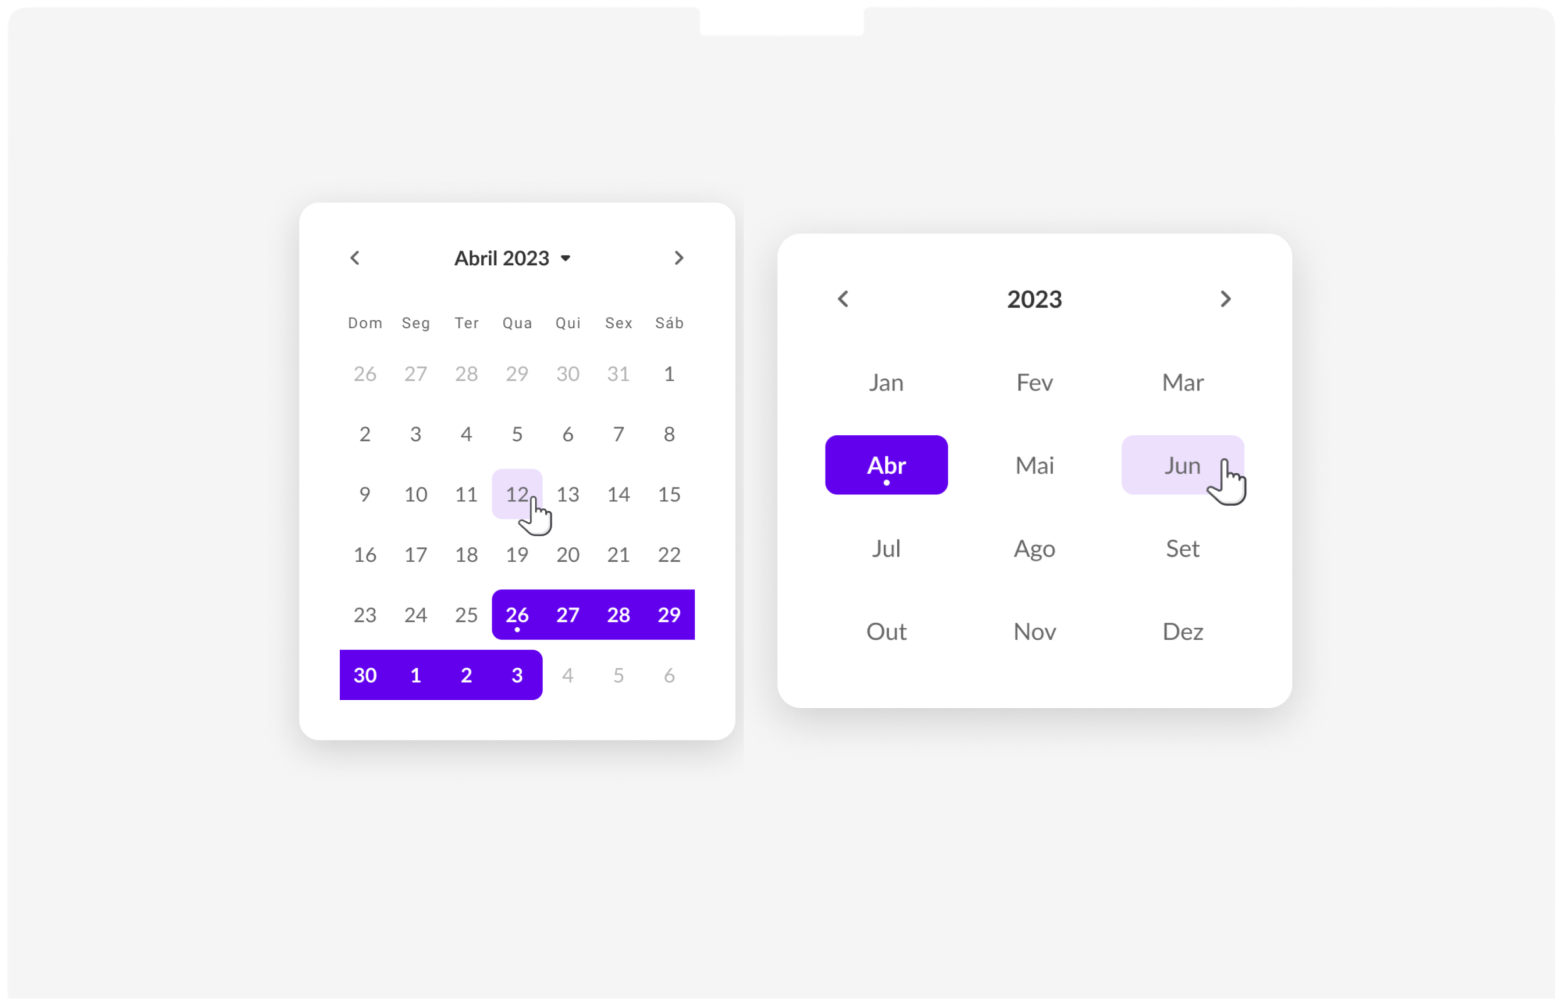 Abril 2023
Dom Seg Ter Qua Qui Sex Sáb
26 27 28 29 30 31 1
2 3 4 5 6 7 8
9 10 11 12 13 14 15
16 17 18 19 20 21 22
23 24 25 26 27 28 29
30 1 2 3 4 5 6
2023
Jan Fev Mar
Abr Mai Jun
Jul Ago Set
Out Nov Dez